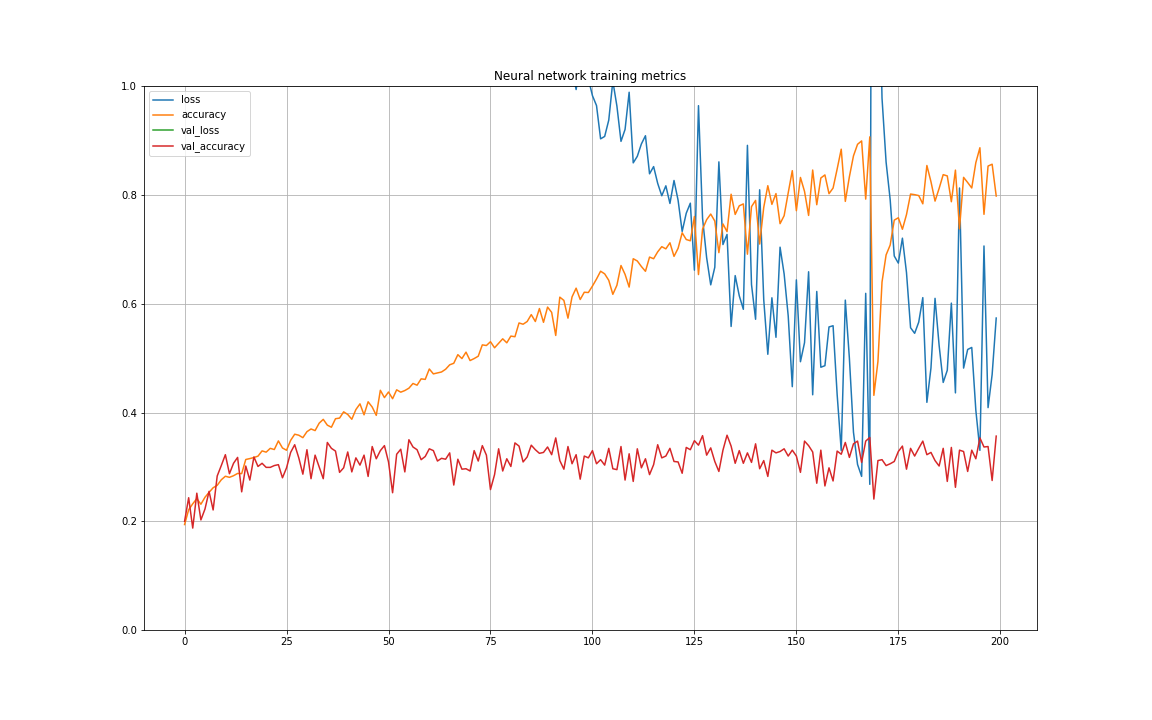 Neural network training metrics
1.0
loss
accuracy
val_loss
val_accuracy
0.8
0.6
0.4
0.2
0.0
0 25 50 75 100 125 150 175 200